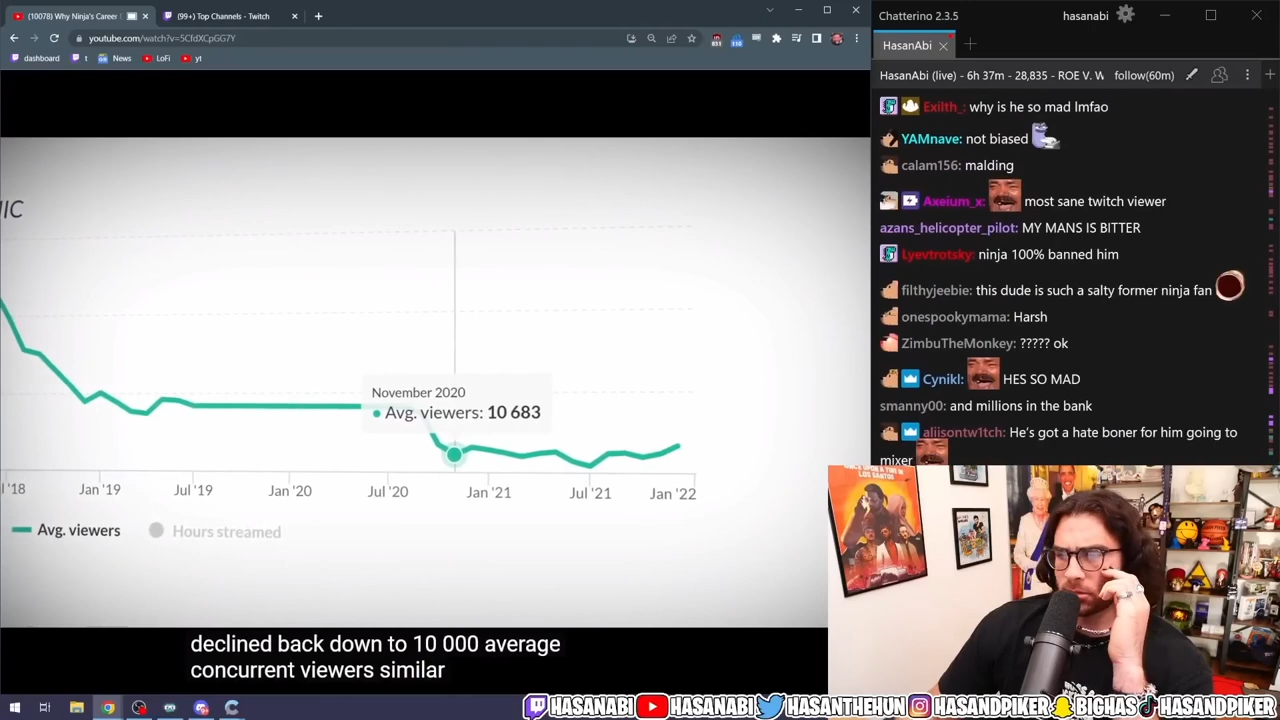 (10078) Why Ninja's Career
(99+) Top Channels - Twitch
youtube.com/watch?v=5CfdXCpGG7Y
dashboard
t
News
LoFi
yt
Chatterino 2.3.5
hasanabi
HasanAbi
HasanAbi (live) - 6h 37m - 28,835 - ROE V. W
follow(60m)
Exilth_: why is he so mad lmfao
YAMnave: not biased
calam156: malding
Axeium_x: most sane twitch viewer
azans_helicopter_pilot: MY MANS IS BITTER
Lyevtrotsky: ninja 100% banned him
filthyjeebie: this dude is such a salty former ninja fan
onespookymama: Harsh
ZimbuTheMonkey: ????? ok
Cynikl: HES SO MAD
smanny00: and millions in the bank
aliisontw1tch: He's got a hate boner for him going to
mixer
IIC
November 2020
Avg. viewers: 10 683
l '18
Jan '19
Jul '19
Jan '20
Jul '20
Jan '21
Jul '21
Jan '22
Avg. viewers
Hours streamed
declined back down to 10 000 average
concurrent viewers similar
LOS SANTOS
HASANABI
HASANABI
HASANTHEHUN
HASANDPIKER
BIGHAS
HASANDPIKER